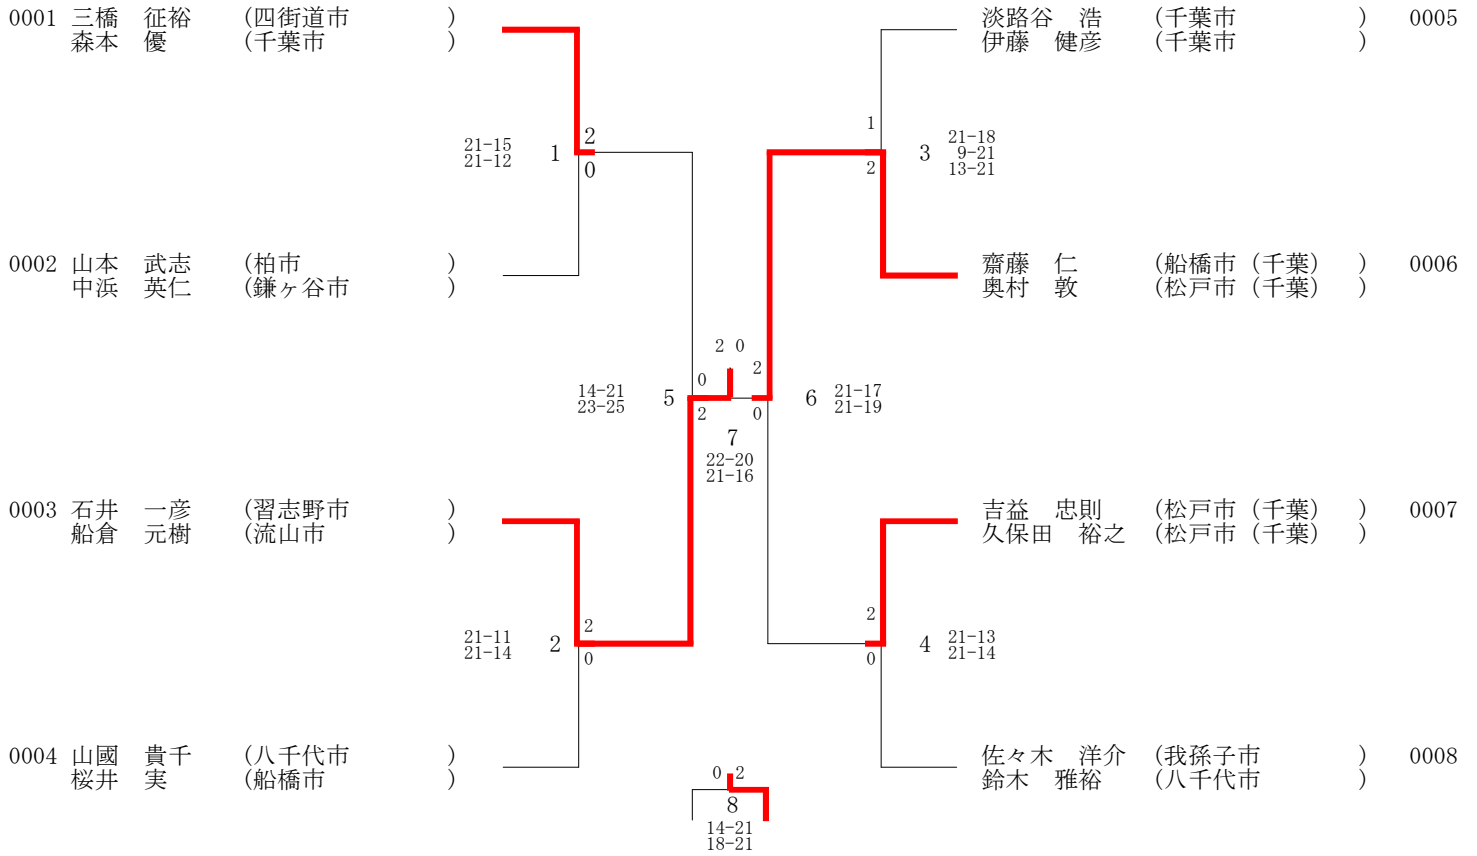 0001 三橋　征裕　(四街道市　)
森本　優　(千葉市　)
淡路谷　浩　(千葉市　) 0005
伊藤　健彦　(千葉市　)
21-15
21-12
1
2
0
1
2
3
21-18
9-21
13-21
0002 山本　武志　(柏市　)
中浜　英仁　(鎌ヶ谷市　)
齋藤　仁　(船橋市（千葉）　) 0006
奥村　敦　(松戸市（千葉）　)
2 0
14-21
23-25
5
0
2
2
0
6
21-17
21-19
7
22-20
21-16
0003 石井　一彦　(習志野市　)
船倉　元樹　(流山市　)
吉益　忠則　(松戸市（千葉）　) 0007
久保田　裕之　(松戸市（千葉）　)
21-11
21-14
2
2
0
2
0
4
21-13
21-14
0004 山國　貴千　(八千代市　)
桜井　実　(船橋市　)
佐々木　洋介　(我孫子市　) 0008
鈴木　雅裕　(八千代市　)
0 2
8
14-21
18-21